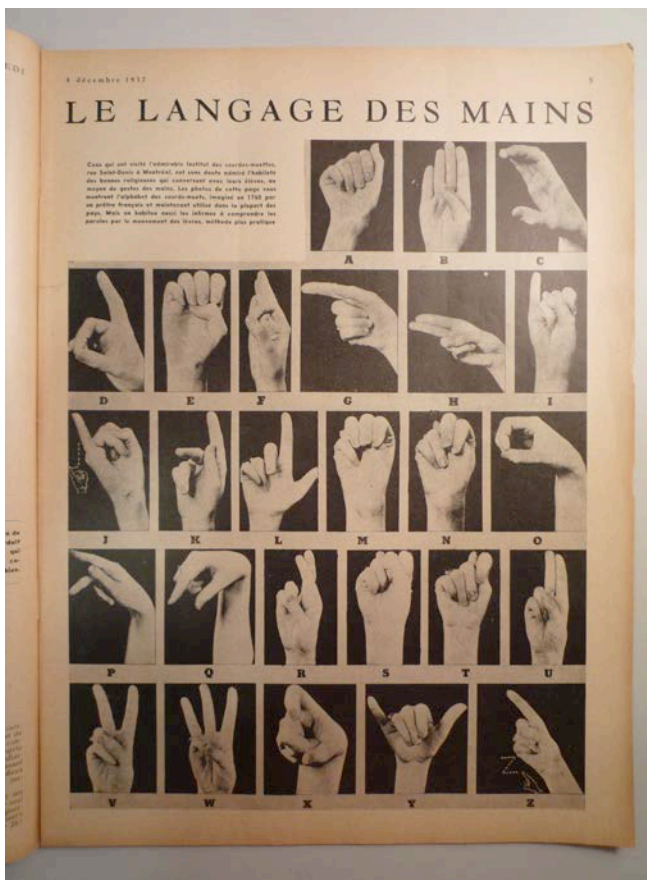 4 décembre 1937 5
LE LANGAGE DES MAINS
Ceux qui ont visité l'admirable Institut des sourdes-muettes,
rue Saint-Denis à Montréal, ont sans doute admiré l'habileté
des bonnes religieuses qui conversent avec leurs élèves, au
moyen de gestes des mains. Les photos de cette page vous
montrent l'alphabet des sourds-muets, imaginé en 1760 par
un prêtre français et maintenant utilisé dans la plupart des
pays. Mais on habitue aussi les infirmes à comprendre les
paroles par le mouvement des lèvres, méthode plus pratique
A B C
D E F G H I
J K L M N O
P Q R S T U
V W X Y Z